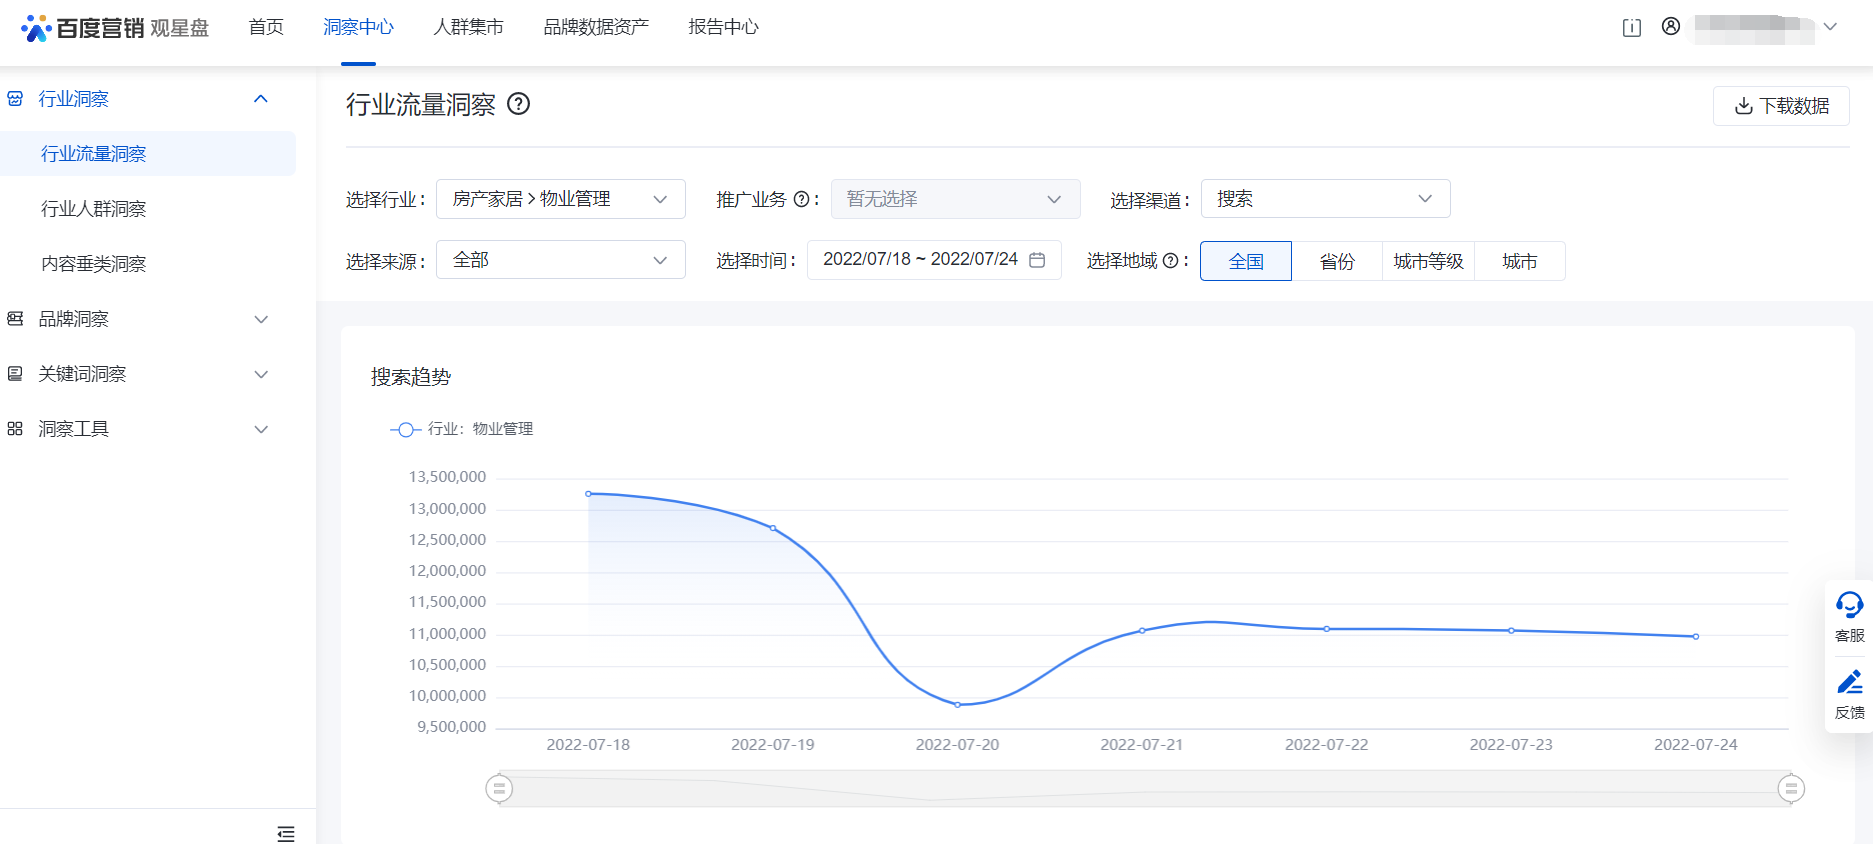 百度营销 观星盘 首页 洞察中心 人群集市 品牌数据资产 报告中心
行业洞察
行业流量洞察
行业人群洞察
内容垂类洞察
品牌洞察
关键词洞察
洞察工具
行业流量洞察
下载数据
选择行业: 房产家居>物业管理 推广业务 : 暂无选择 选择渠道: 搜索
选择来源: 全部 选择时间: 2022/07/18 ~ 2022/07/24 选择地域 : 全国 省份 城市等级 城市
搜索趋势
行业: 物业管理
13,500,000
13,000,000
12,500,000
12,000,000
11,500,000
11,000,000
10,500,000
10,000,000
9,500,000
2022-07-18 2022-07-19 2022-07-20 2022-07-21 2022-07-22 2022-07-23 2022-07-24
客服
反馈